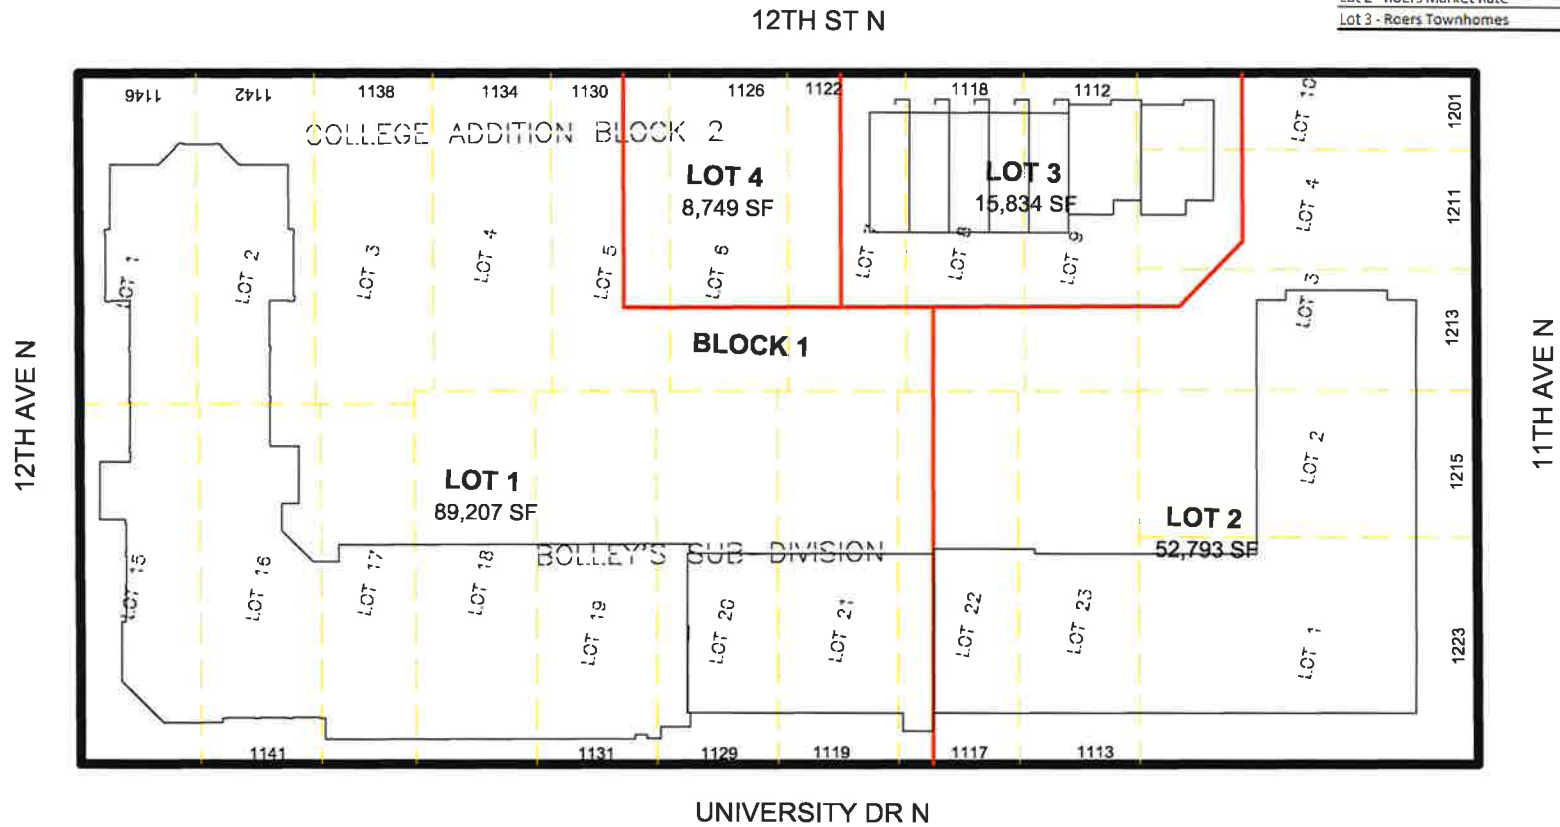 12TH ST N
Lot 2 - Roers Market Rate
Lot 3 - Roers Townhomes
1146
1142
1138
1134
1130
1126
1122
1118
1112
COLLEGE ADDITION BLOCK 2
LOT 4
8,749 SF
LOT 3
15,834 SF
LOT 10
1201
LOT 4
1211
LOT 1
LOT 2
LOT 3
LOT 4
LOT 5
LOT 6
LOT 7
LOT 8
LOT 9
LOT 3
1213
BLOCK 1
12TH AVE N
11TH AVE N
LOT 1
89,207 SF
LOT 2
1215
LOT 2
52,793 SF
BOLLEY'S SUB DIVISION
LOT 15
LOT 16
LOT 17
LOT 18
LOT 19
LOT 20
LOT 21
LOT 22
LOT 23
LOT 1
1223
1141
1131
1129
1119
1117
1113
UNIVERSITY DR N